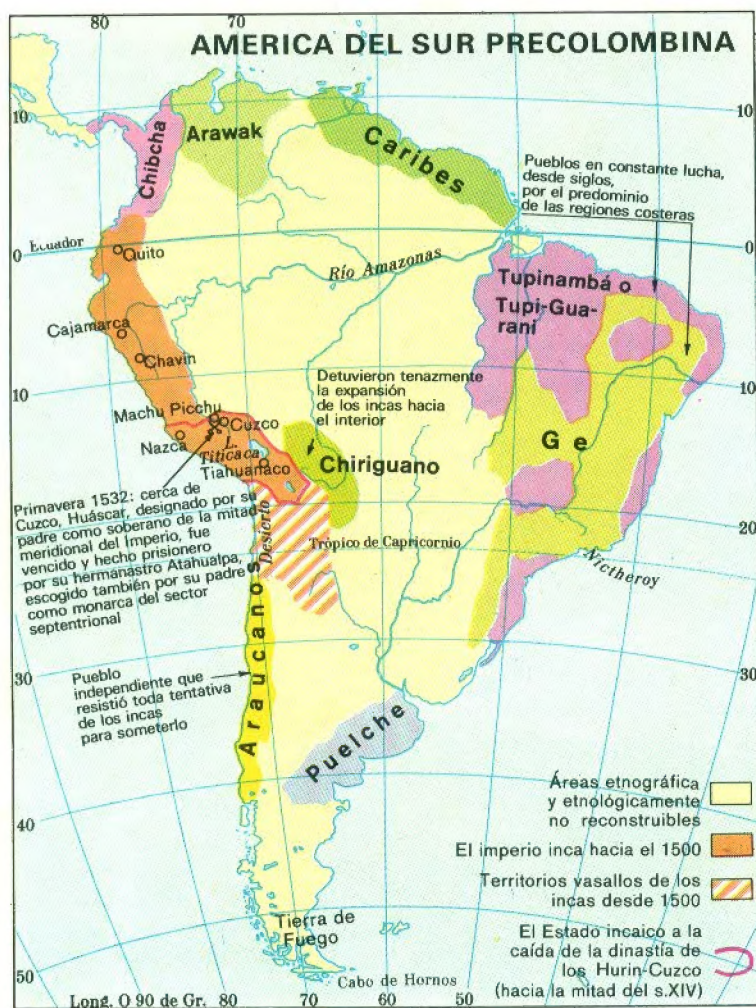 80
70
AMERICA DEL SUR PRECOLOMBINA
10
10
Arawak
Caribes
Chibcha
Pueblos en constante lucha,
desde siglos,
por el predominio
de las regiones costeras
Ecuador
0
0
Quito
Río Amazonas
Tupinambá o
Tupi-Gua-
rani
Cajamarca
Chavin
Detuvieron tenazmente
la expansión
de los incas hacia
el interior
10
10
Machu Picchu
Cuzco
Nazca
L.
Titicaca
Tiahuanaco
Chiriguano
Ge
Primavera 1532: cerca de
Cuzco, Huáscar, designado por su
padre como soberano de la mitad
meridional del Imperio, fue
vencido y hecho prisionero
por su hermanastro Atahualpa,
escogido también por su padre
como monarca del sector
septentrional
20
Desierto
Trópico de Capricornio
Nictheroy
Araucanos
30
30
Pueblo
independiente que
resistió toda tentativa
de los incas
para someterlo
Puelche
Áreas etnográfica
y etnológicamente
no reconstruibles
40
40
El imperio inca hacia el 1500
Territorios vasallos de los
incas desde 1500
Tierra de
Fuego
El Estado incaico a la
caída de la dinastía de
los Hurin-Cuzco
(hacia la mitad del s.XIV)
50
Cabo de Hornos
Long. O 90 de Gr.
80
70
60
50